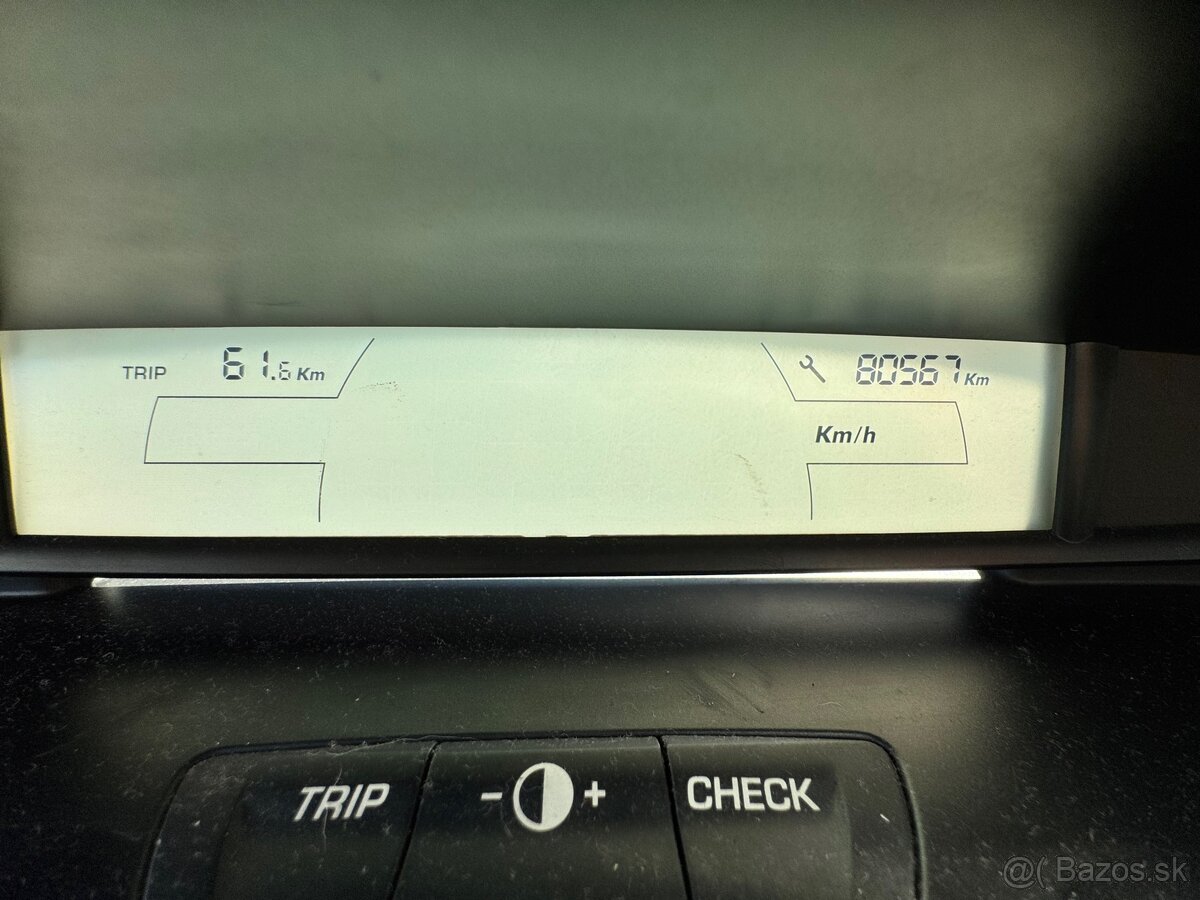 TRIP 61.6 Km 80567 Km
Km/h
TRIP - + CHECK
@( Bazos.sk